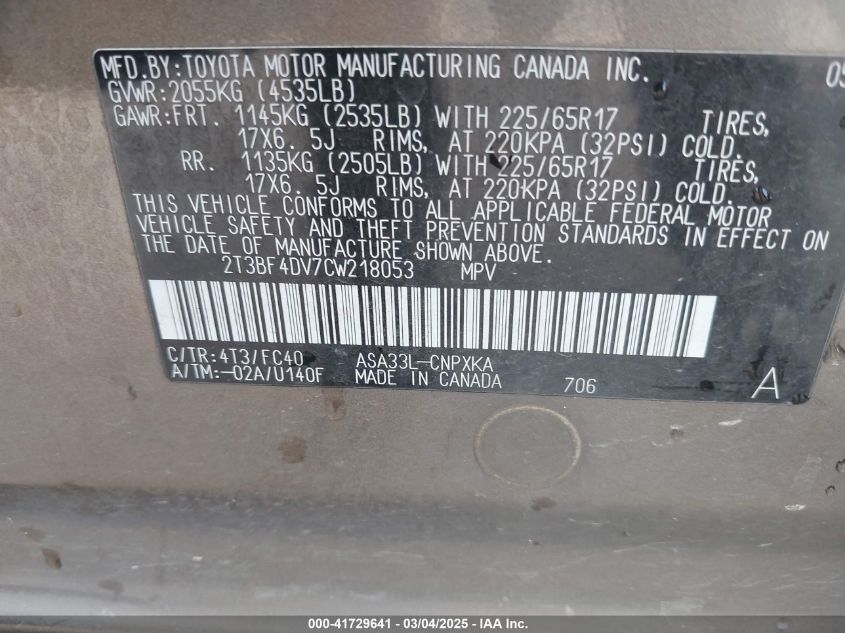 MFD.BY:TOYOTA MOTOR MANUFACTURING CANADA INC. 05
GVWR:2055KG (4535LB)
GAWR:FRT. 1145KG (2535LB) WITH 225/65R17 TIRES,
17X6. 5J RIMS, AT 220KPA (32PSI) COLD.
RR. 1135KG (2505LB) WITH 225/65R17 TIRES,
17X6. 5J RIMS, AT 220KPA (32PSI) COLD.
THIS VEHICLE CONFORMS TO ALL APPLICABLE FEDERAL MOTOR
VEHICLE SAFETY AND THEFT PREVENTION STANDARDS IN EFFECT ON
THE DATE OF MANUFACTURE SHOWN ABOVE.
2T3BF4DV7CW218053 MPV
C/TR:4T3/FC40 ASA33L-CNPXKA
A/TM:-02A/U140F MADE IN CANADA 706 A
000-41729641 - 03/04/2025 - IAA Inc.